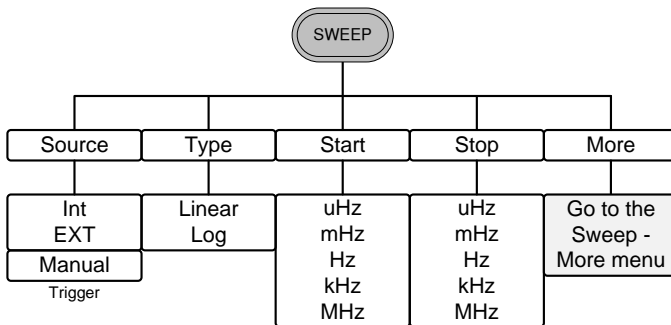 SWEEP
Source
Type
Start
Stop
More
Int
EXT
Manual
Trigger
Linear
Log
uHz
mHz
Hz
kHz
MHz
uHz
mHz
Hz
kHz
MHz
Go to the
Sweep -
More menu